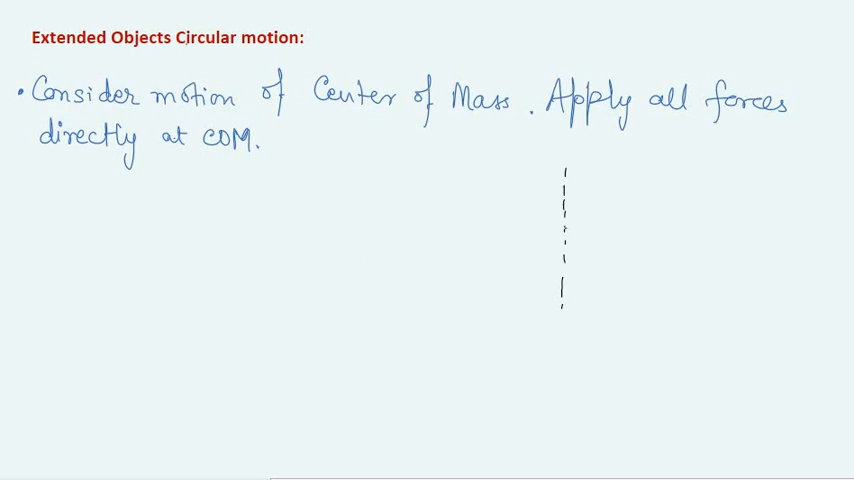 Extended Objects Circular motion:
• Consider motion of Center of Mass. Apply all forces
directly at COM.